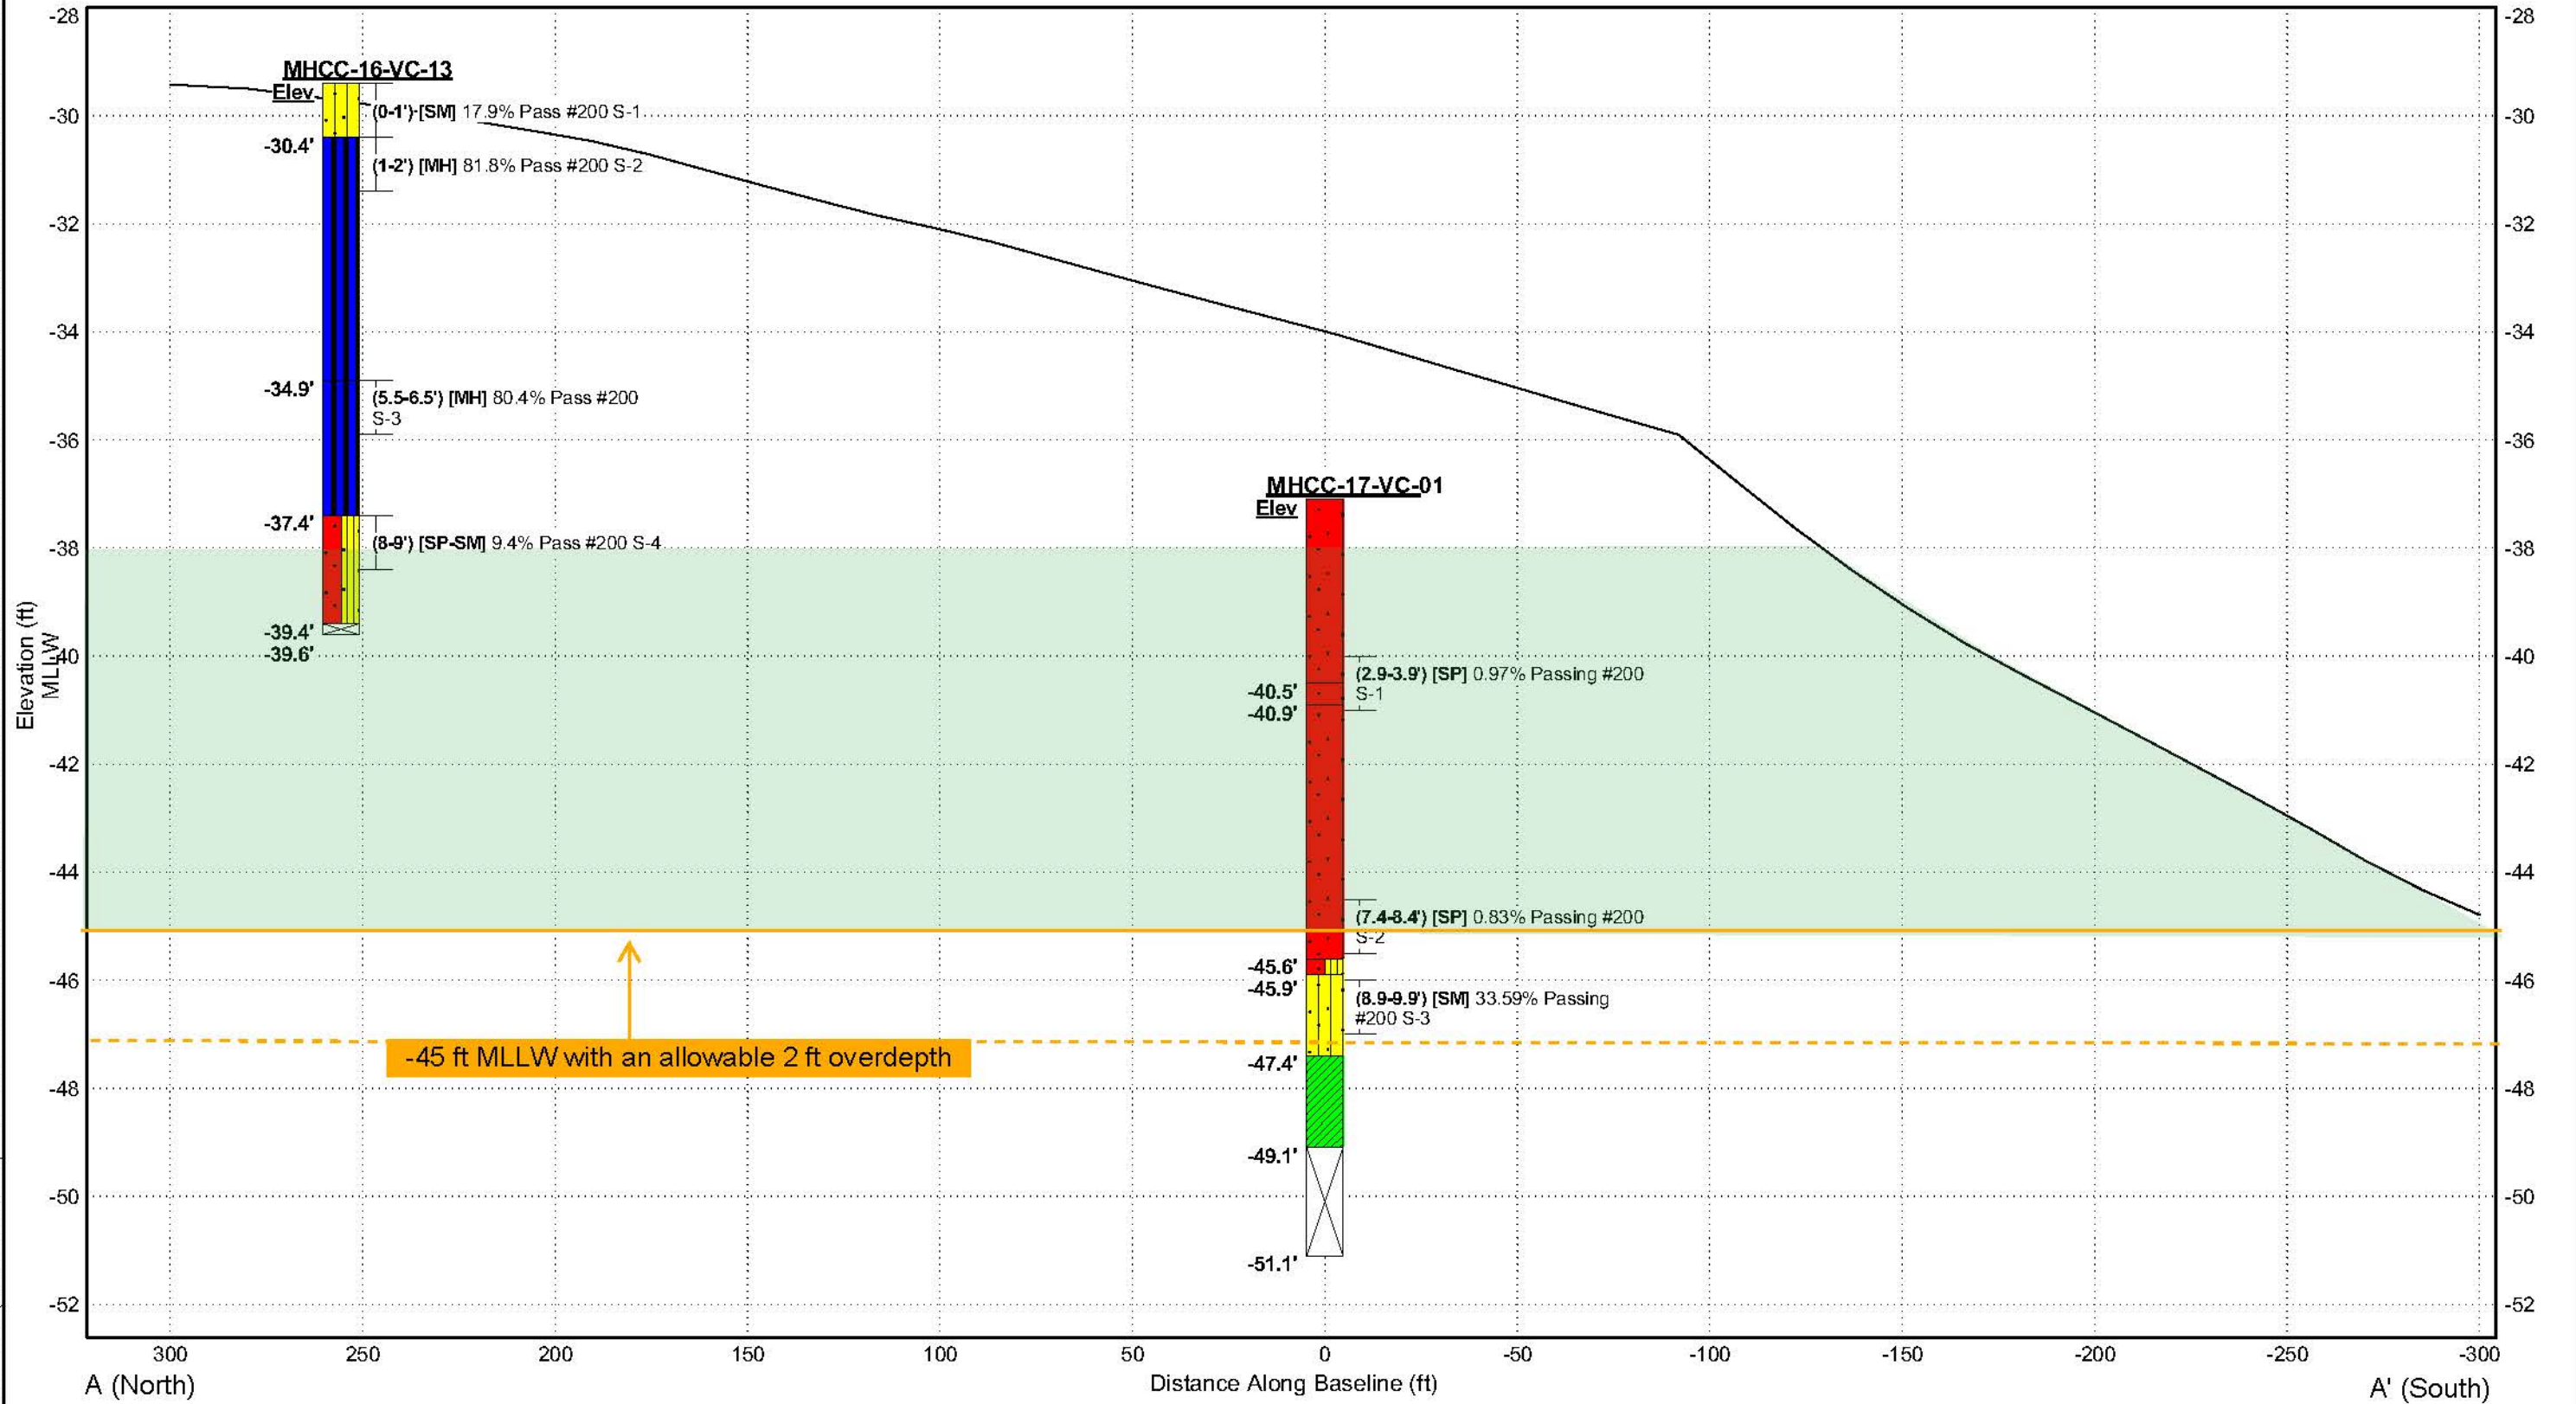 -28
-28
MHCC-16-VC-13
Elev
(0-1') [SM] 17.9% Pass #200 S-1
-30
-30
-30.4'
(1-2') [MH] 81.8% Pass #200 S-2
-32
-32
-34
-34
-34.9'
(5.5-6.5') [MH] 80.4% Pass #200
S-3
-36
-36
MHCC-17-VC-01
Elev
-37.4'
(8-9') [SP-SM] 9.4% Pass #200 S-4
-38
-38
-39.4'
-39.6'
Elevation (ft)
MLLW
-40
-40
(2.9-3.9') [SP] 0.97% Passing #200
S-1
-40.5'
-40.9'
-42
-42
-44
-44
(7.4-8.4') [SP] 0.83% Passing #200
S-2
-45.6'
-45.9'
-46
-46
(8.9-9.9') [SM] 33.59% Passing
#200 S-3
-45 ft MLLW with an allowable 2 ft overdepth
-47.4'
-48
-48
-49.1'
-50
-50
-51.1'
-52
-52
300 250 200 150 100 50 0 -50 -100 -150 -200 -250 -300
A (North)
Distance Along Baseline (ft)
A' (South)